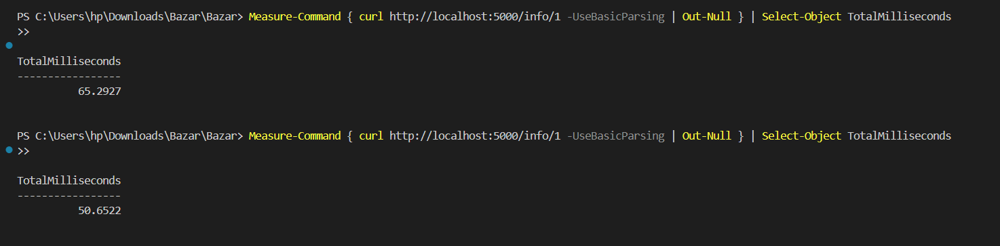 PS C:\Users\hp\Downloads\Bazar\Bazar> Measure-Command { curl http://localhost:5000/info/1 -UseBasicParsing | Out-Null } | Select-Object TotalMilliseconds
>>
TotalMilliseconds
-----------------
65.2927
PS C:\Users\hp\Downloads\Bazar\Bazar> Measure-Command { curl http://localhost:5000/info/1 -UseBasicParsing | Out-Null } | Select-Object TotalMilliseconds
>>
TotalMilliseconds
-----------------
50.6522